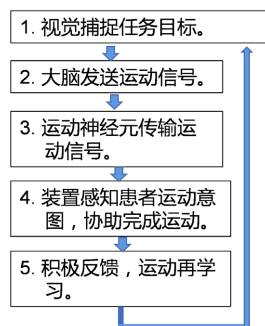 1. 视觉捕捉任务目标。
2. 大脑发送运动信号。
3. 运动神经元传输运
动信号。
4. 装置感知患者运动意
图，协助完成运动。
5. 积极反馈，运动再学
习。